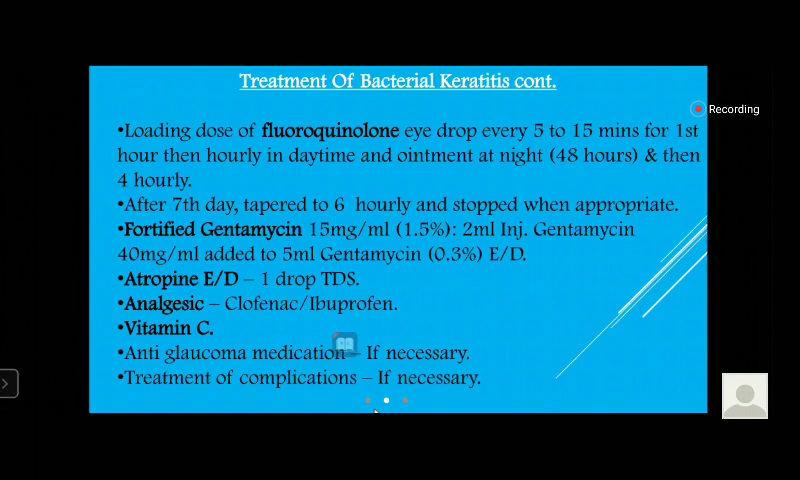 Treatment Of Bacterial Keratitis cont.
Recording
•Loading dose of fluoroquinolone eye drop every 5 to 15 mins for 1st
hour then hourly in daytime and ointment at night (48 hours) & then
4 hourly.
•After 7th day, tapered to 6 hourly and stopped when appropriate.
•Fortified Gentamycin 15mg/ml (1.5%): 2ml Inj. Gentamycin
40mg/ml added to 5ml Gentamycin (0.3%) E/D.
•Atropine E/D – 1 drop TDS.
•Analgesic – Clofenac/Ibuprofen.
•Vitamin C.
•Anti glaucoma medication – If necessary.
•Treatment of complications – If necessary.